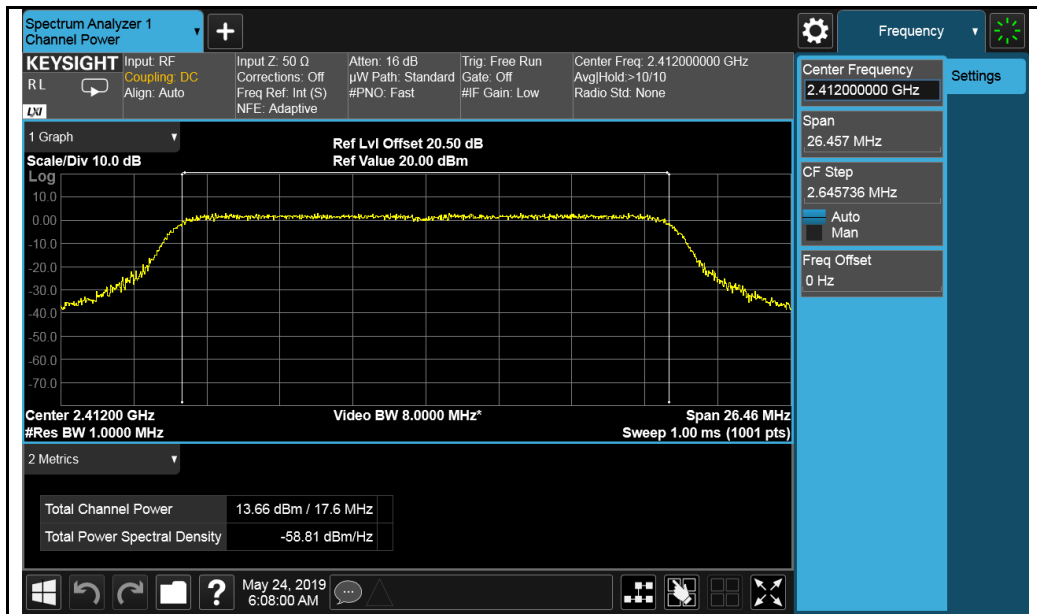 Spectrum Analyzer 1
Channel Power
Frequency
KEYSIGHT
R L
LXI
Input: RF
Coupling: DC
Align: Auto
Input Z: 50 Ω
Corrections: Off
Freq Ref: Int (S)
NFE: Adaptive
Atten: 16 dB
µW Path: Standard
#PNO: Fast
Trig: Free Run
Gate: Off
#IF Gain: Low
Center Freq: 2.412000000 GHz
Avg|Hold:>10/10
Radio Std: None
Center Frequency
2.412000000 GHz
Settings
Span
26.457 MHz
CF Step
2.645736 MHz
Auto
Man
Freq Offset
0 Hz
1 Graph
Scale/Div 10.0 dB
Ref Lvl Offset 20.50 dB
Ref Value 20.00 dBm
Log
10.0
0.00
-10.0
-20.0
-30.0
-40.0
-50.0
-60.0
-70.0
Center 2.41200 GHz
#Res BW 1.0000 MHz
Video BW 8.0000 MHz*
Span 26.46 MHz
Sweep 1.00 ms (1001 pts)
2 Metrics
Total Channel Power 13.66 dBm / 17.6 MHz
Total Power Spectral Density -58.81 dBm/Hz
?
May 24, 2019
6:08:00 AM